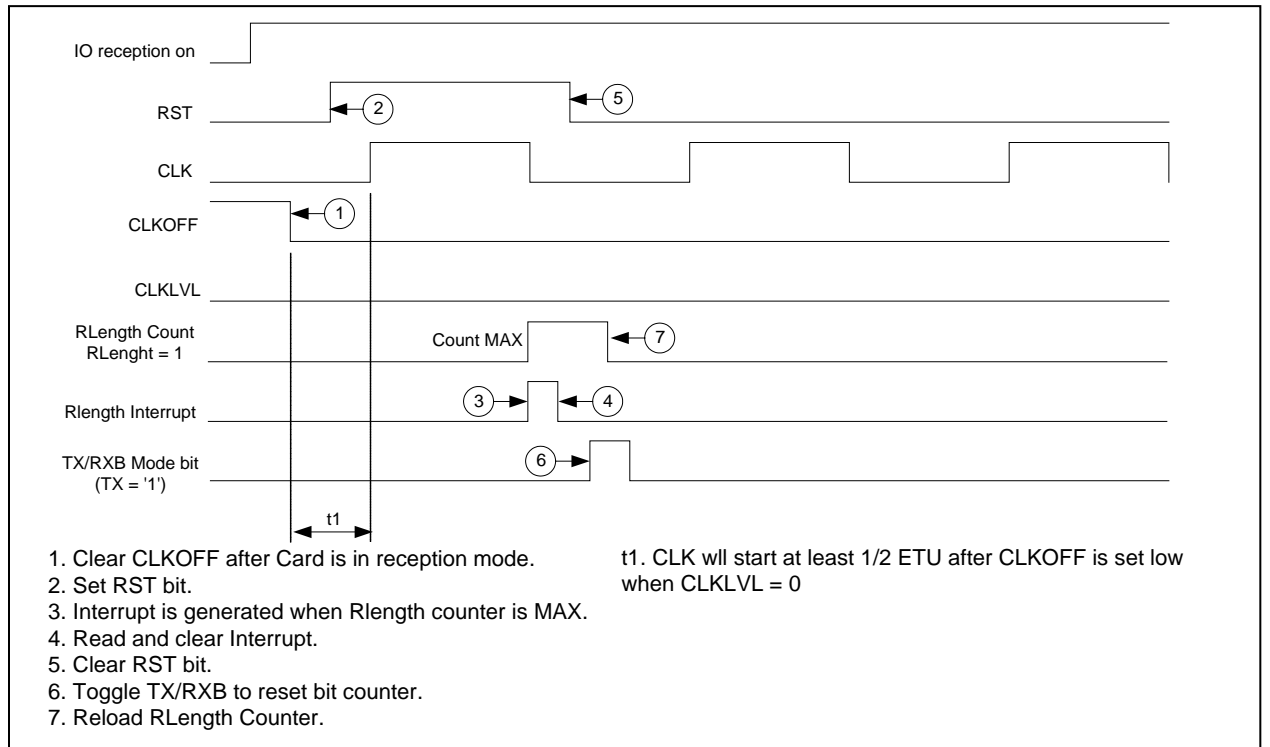 IO reception on
RST
2
5
CLK
CLKOFF
1
CLKLVL
RLength Count
RLenght = 1
Count MAX
7
Rlength Interrupt
3
4
TX/RXB Mode bit
(TX = '1')
6
t1
1. Clear CLKOFF after Card is in reception mode.
2. Set RST bit.
3. Interrupt is generated when Rlength counter is MAX.
4. Read and clear Interrupt.
5. Clear RST bit.
6. Toggle TX/RXB to reset bit counter.
7. Reload RLength Counter.
t1. CLK wll start at least 1/2 ETU after CLKOFF is set low
when CLKLVL = 0